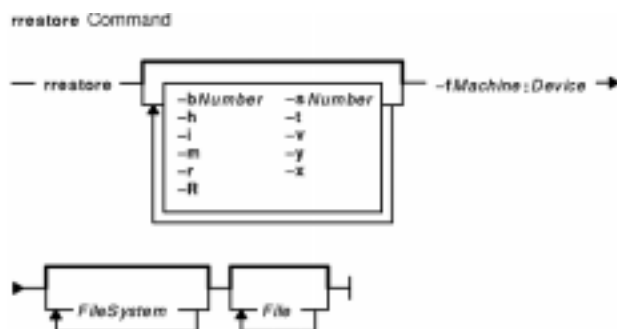 rrestore Command
rrestore
-bNumber -sNumber
-h -t
-i -v
-m -y
-r -x
-R
-fMachine:Device
FileSystem
File